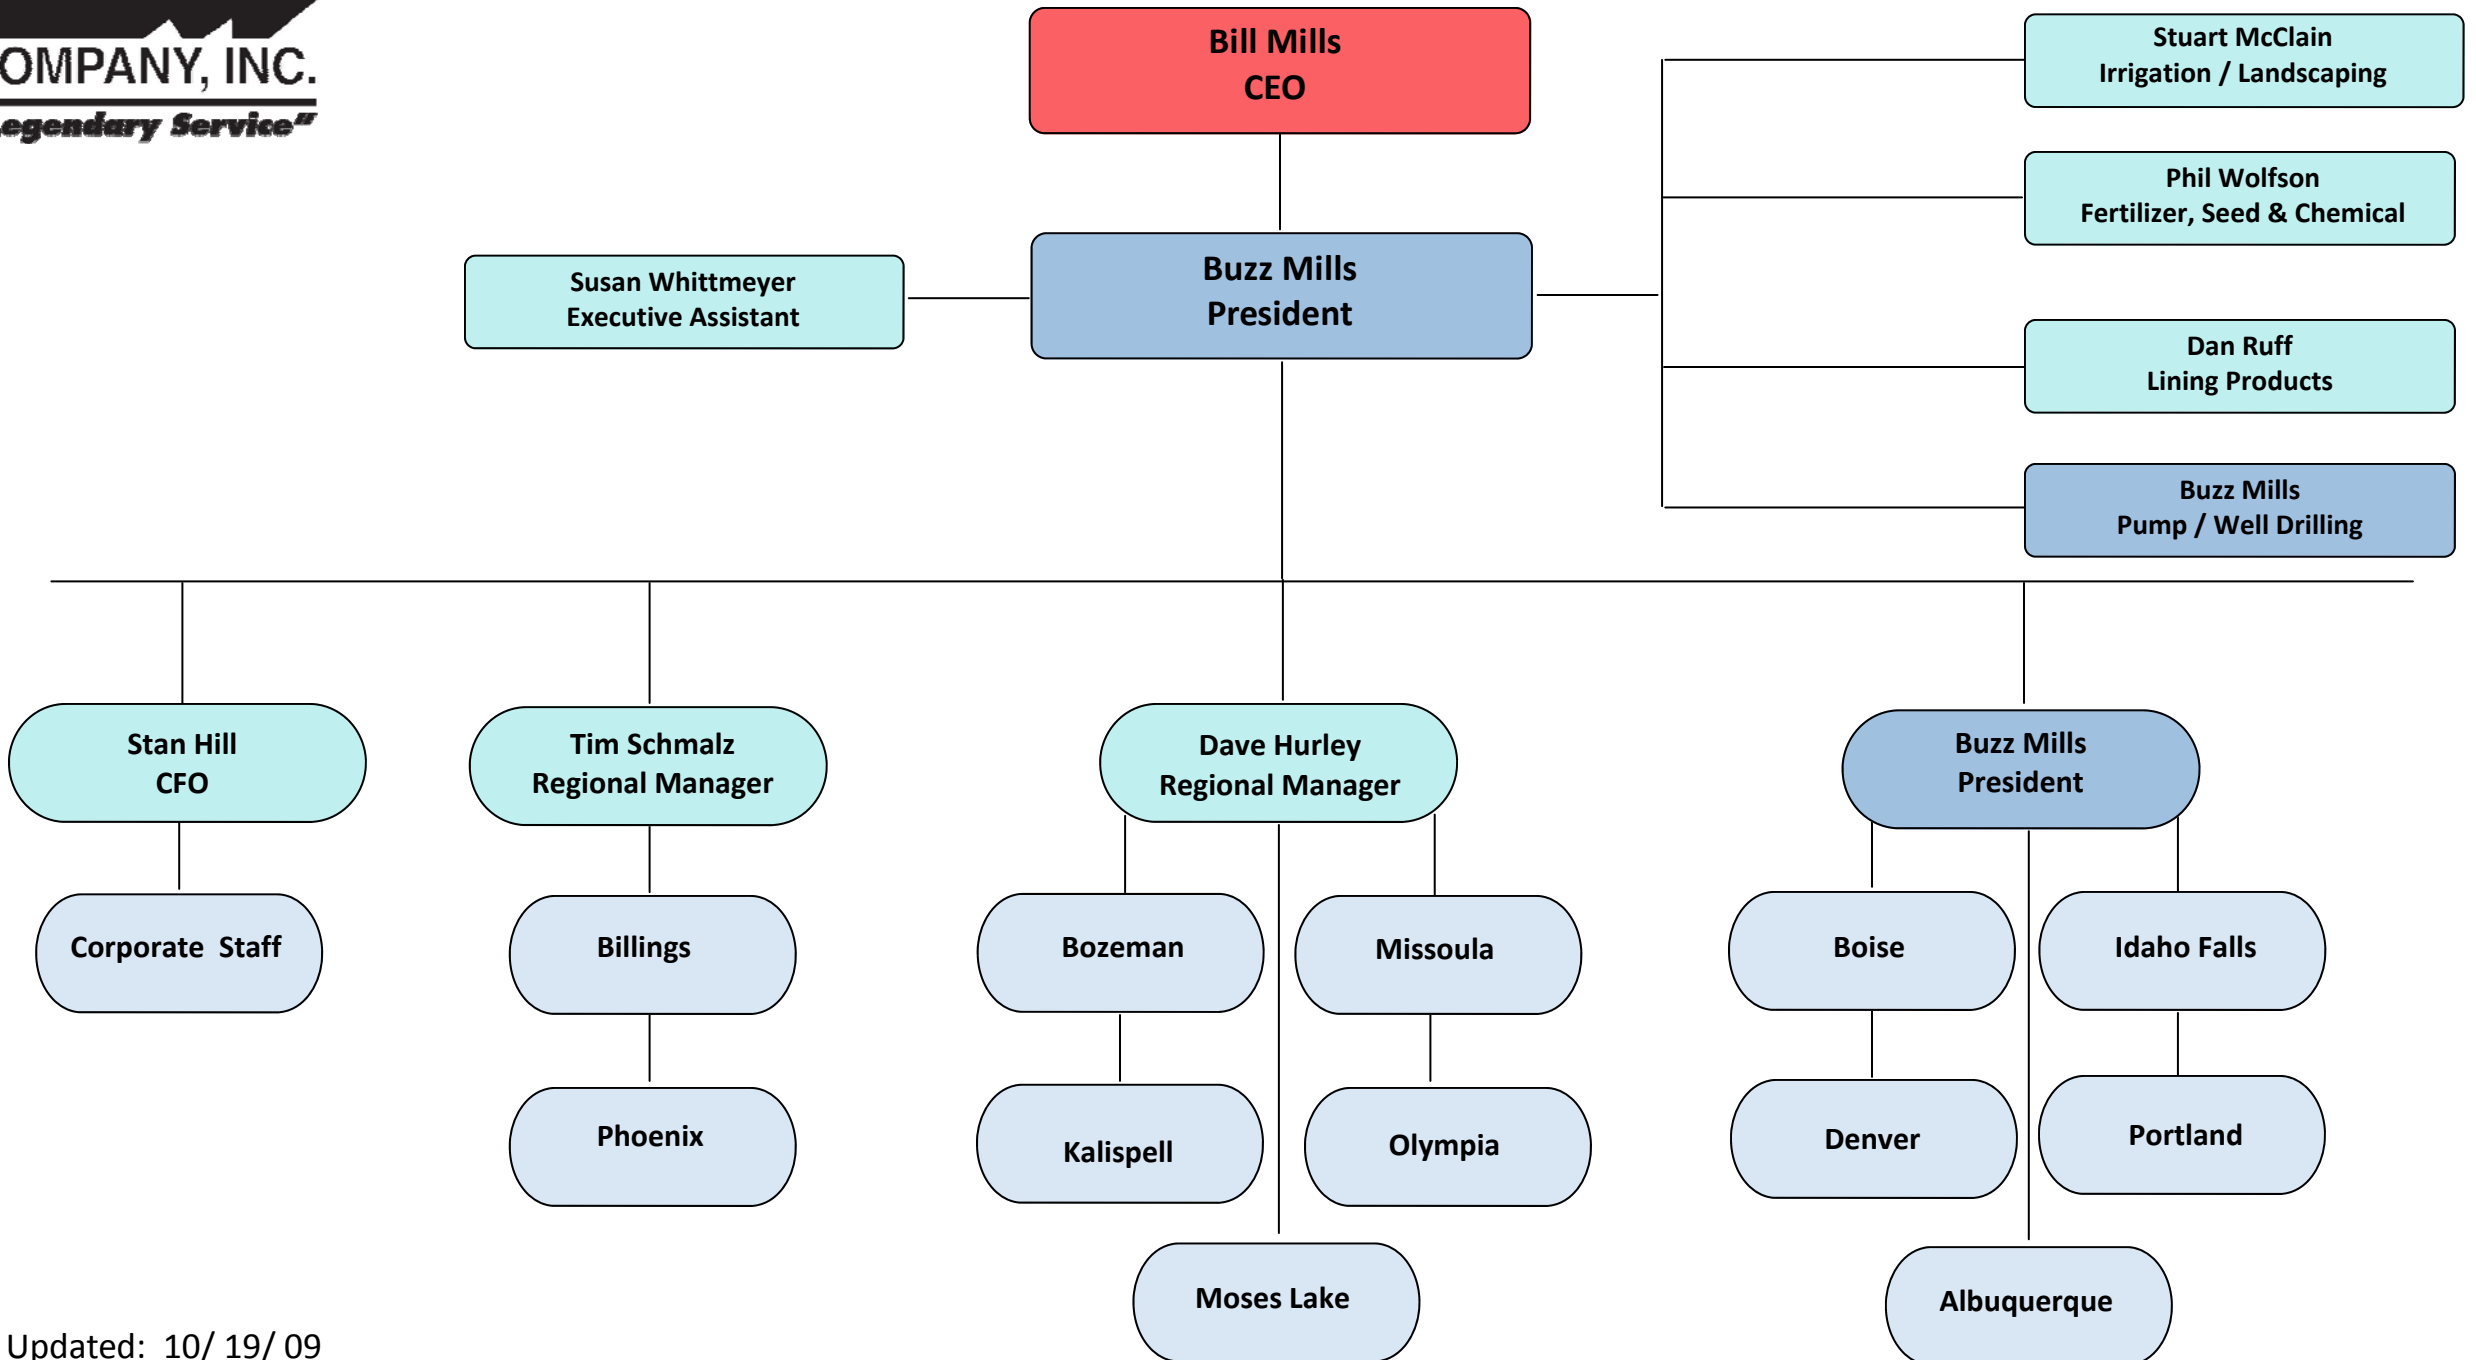 OMPANY, INC.
egendary Service"
Bill Mills
CEO
Stuart McClain
Irrigation / Landscaping
Phil Wolfson
Fertilizer, Seed & Chemical
Susan Whittmeyer
Executive Assistant
Buzz Mills
President
Dan Ruff
Lining Products
Buzz Mills
Pump / Well Drilling
Stan Hill
CFO
Tim Schmalz
Regional Manager
Dave Hurley
Regional Manager
Buzz Mills
President
Corporate  Staff
Billings
Bozeman
Missoula
Boise
Idaho Falls
Phoenix
Kalispell
Olympia
Denver
Portland
Moses Lake
Albuquerque
Updated:  10/ 19/ 09